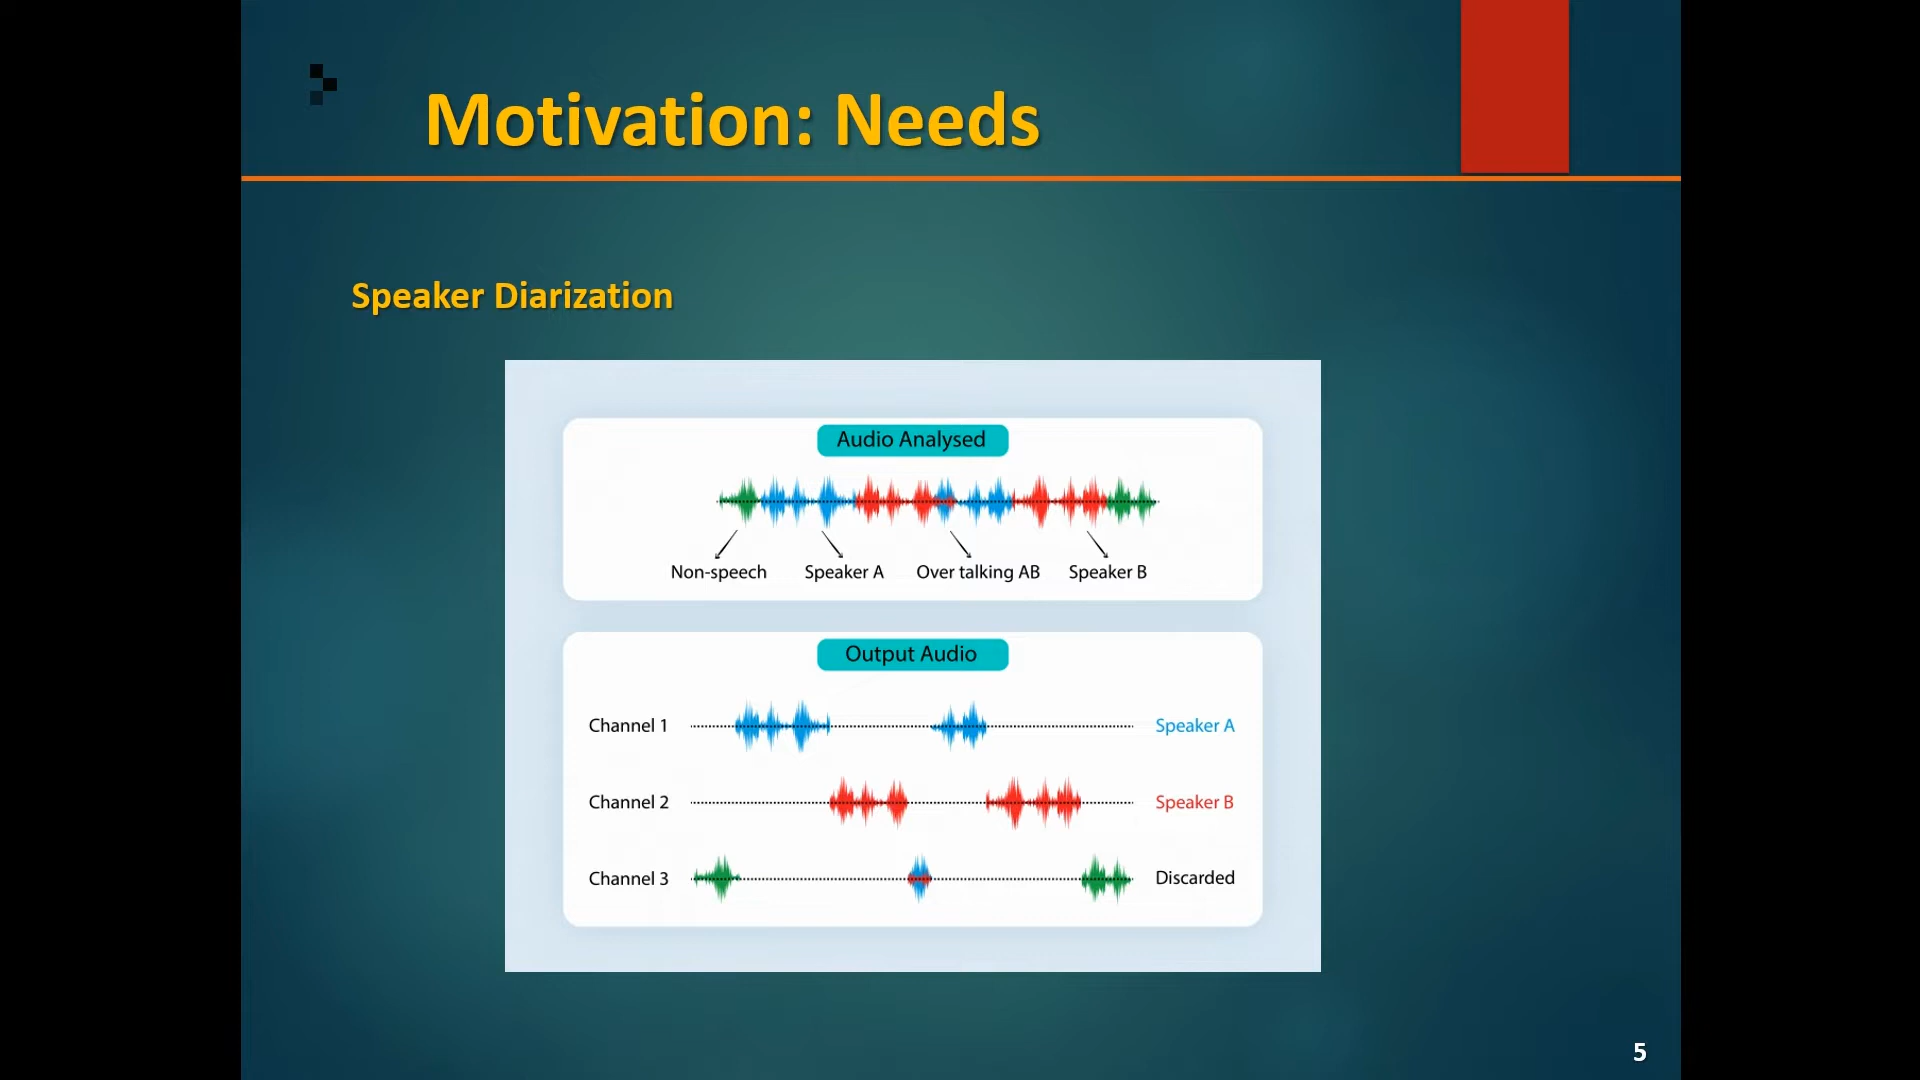 Motivation: Needs
Speaker Diarization
Audio Analysed
Non-speech Speaker A Over talking AB Speaker B
Output Audio
Channel 1 Speaker A
Channel 2 Speaker B
Channel 3 Discarded
5